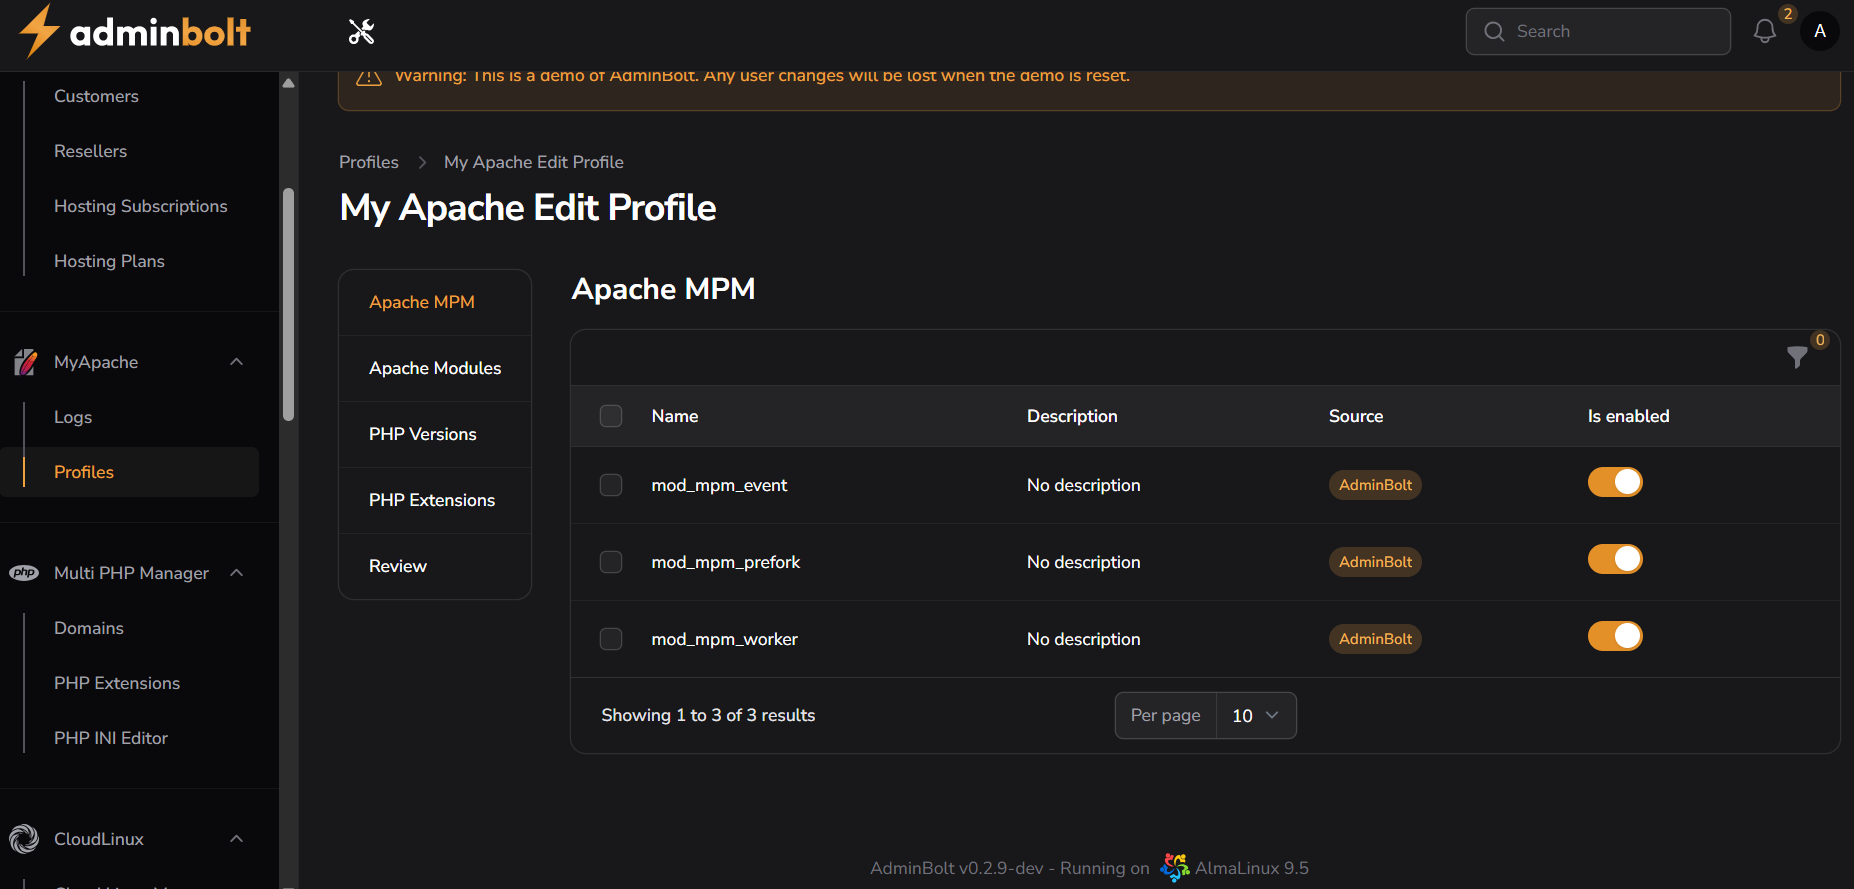 adminbolt
Search
2
A
Warning: This is a demo of AdminBolt. Any user changes will be lost when the demo is reset.
Customers
Resellers
Hosting Subscriptions
Hosting Plans
MyApache
Logs
Profiles
php
Multi PHP Manager
Domains
PHP Extensions
PHP INI Editor
CloudLinux
Profiles > My Apache Edit Profile
My Apache Edit Profile
Apache MPM
Apache Modules
PHP Versions
PHP Extensions
Review
Apache MPM
0
Name Description Source Is enabled
mod_mpm_event No description AdminBolt
mod_mpm_prefork No description AdminBolt
mod_mpm_worker No description AdminBolt
Showing 1 to 3 of 3 results
Per page 10
AdminBolt v0.2.9-dev - Running on AlmaLinux 9.5